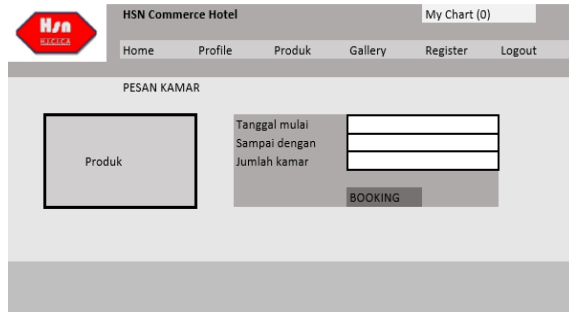 Hsn
HSN Commerce Hotel
My Chart (0)
Home Profile Produk Gallery Register Logout
PESAN KAMAR
Produk
Tanggal mulai
Sampai dengan
Jumlah kamar
BOOKING